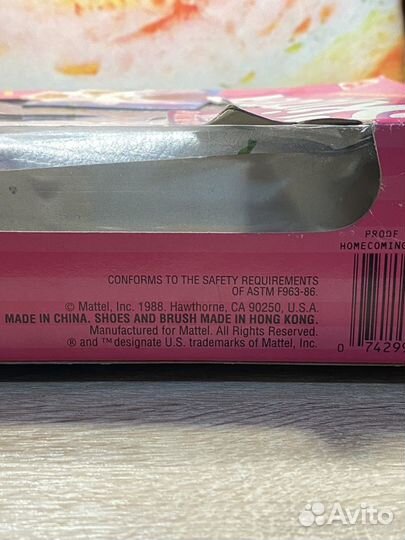 PROOF
HOMECOMING
CONFORMS TO THE SAFETY REQUIREMENTS
OF ASTM F963-86.
© Mattel, Inc. 1988. Hawthorne, CA 90250, U.S.A.
MADE IN CHINA. SHOES AND BRUSH MADE IN HONG KONG.
Manufactured for Mattel. All Rights Reserved.
® and ™ designate U.S. trademarks of Mattel, Inc.
0 74299
Avito